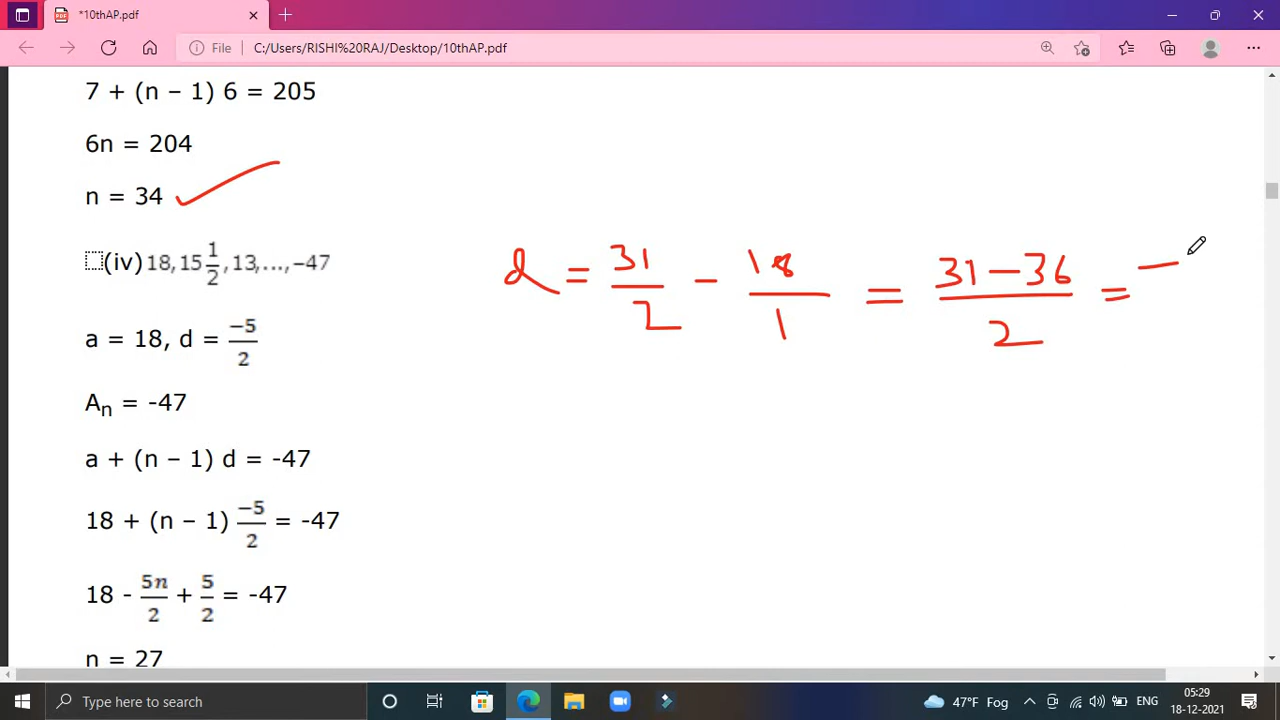 *10thAP.pdf
File C:/Users/RISHI%20RAJ/Desktop/10thAP.pdf
7 + (n – 1) 6 = 205
6n = 204
n = 34
(iv) 18, 15 1/2, 13, ..., –47
d = 31/2 - 18/1 = (31-36)/2 = -
a = 18, d = -5/2
An = -47
a + (n – 1) d = -47
18 + (n – 1) -5/2 = -47
18 - 5n/2 + 5/2 = -47
n = 27
Type here to search
47°F Fog
ENG
05:29
18-12-2021